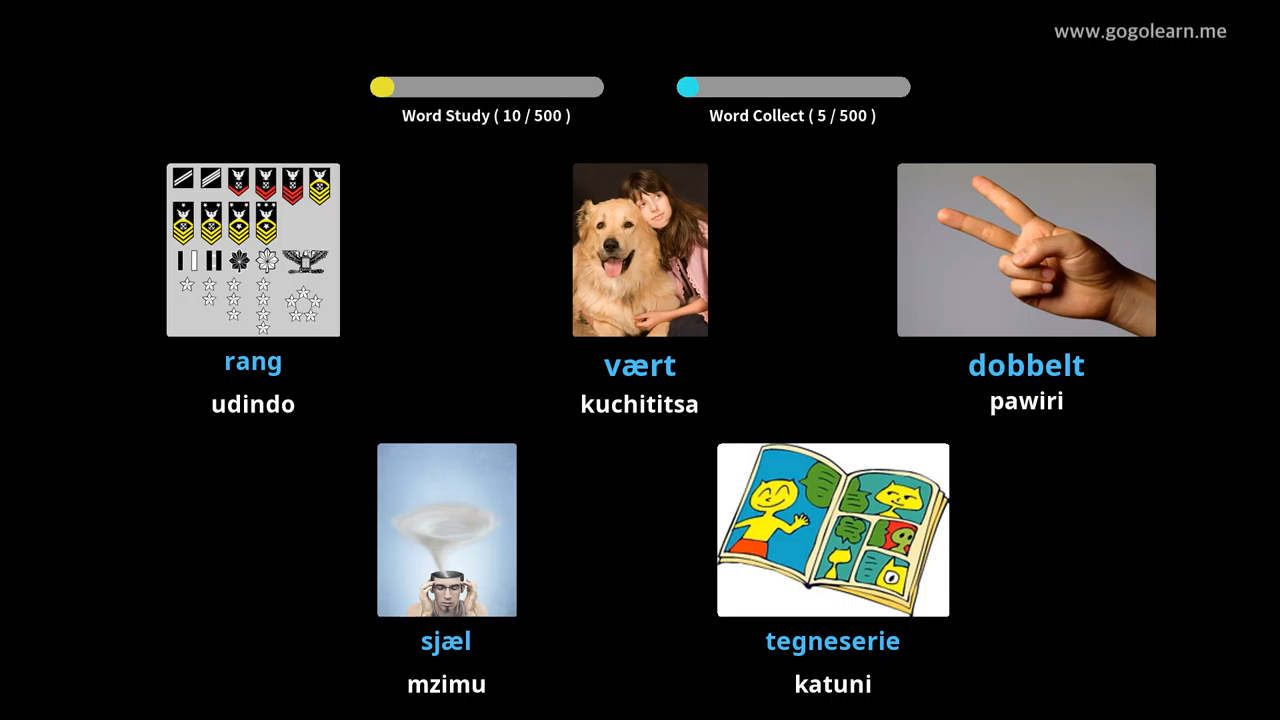 www.gogolearn.me
Word Study ( 10 / 500 )
Word Collect ( 5 / 500 )
rang
udindo
vært
kuchititsa
dobbelt
pawiri
sjæl
mzimu
tegneserie
katuni